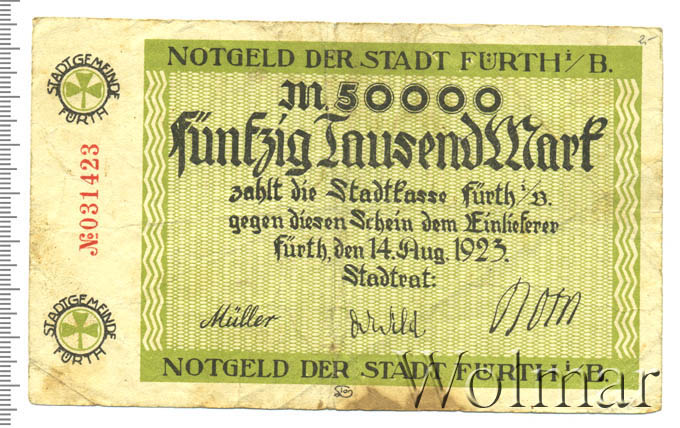 2.-
NOTGELD DER STADT FÜRTH i/B.
STADTGEMEINDE FÜRTH
M. 50000
Fünfzig Tausend Mark
zahlt die Stadtkasse Fürth i/B.
gegen diesen Schein dem Einlieferer
Fürth, den 14. Aug. 1923.
Stadtrat:
Müller
№031423
STADTGEMEINDE FÜRTH
NOTGELD DER STADT FÜRTH i/B.
Wolmar